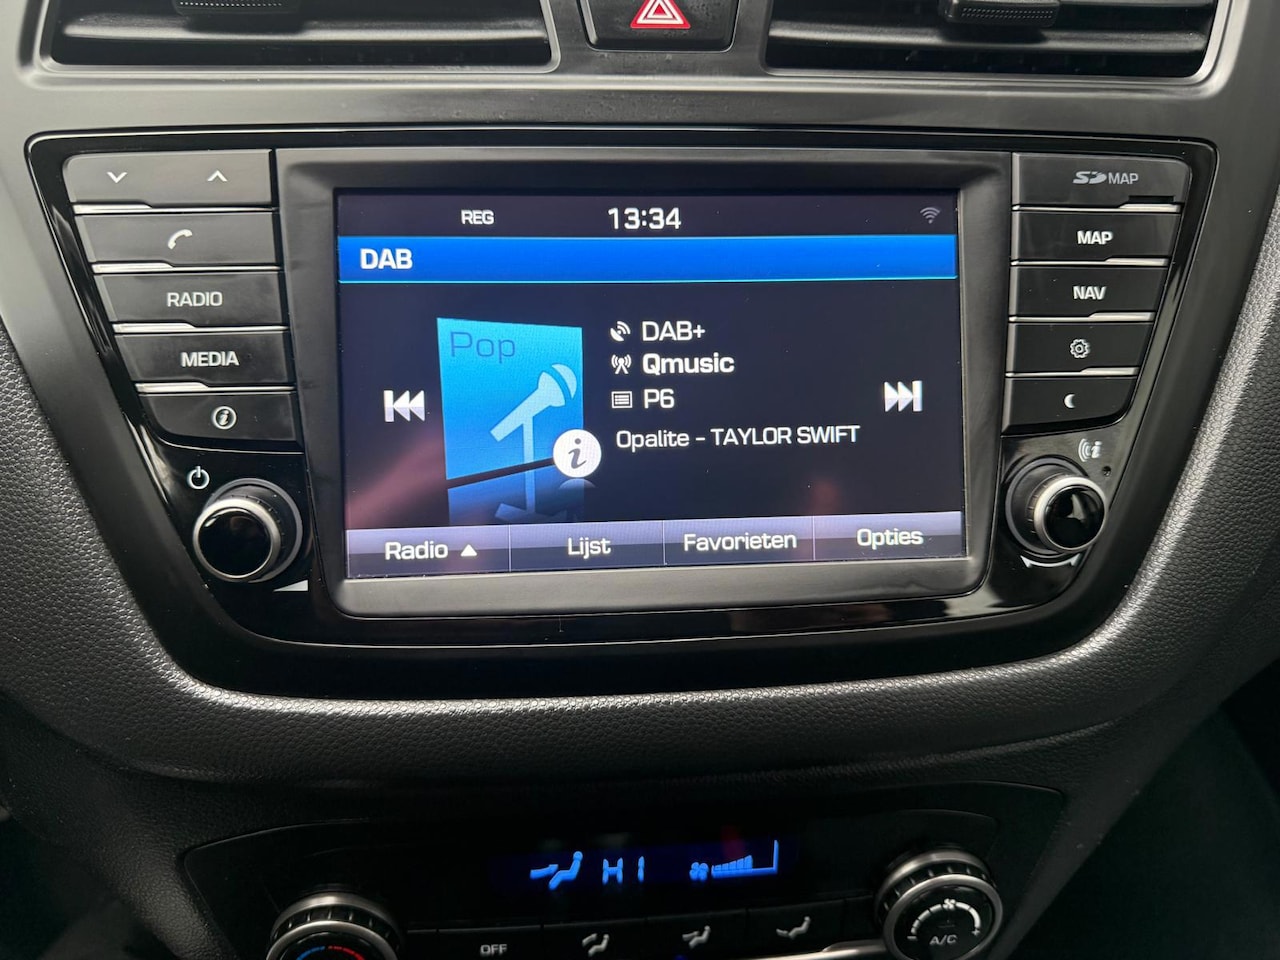 REG 13:34
DAB
Pop
DAB+
Qmusic
P6
Opalite - TAYLOR SWIFT
Radio Lijst Favorieten Opties
RADIO
MEDIA
SD MAP
MAP
NAV
HI
OFF
A/C